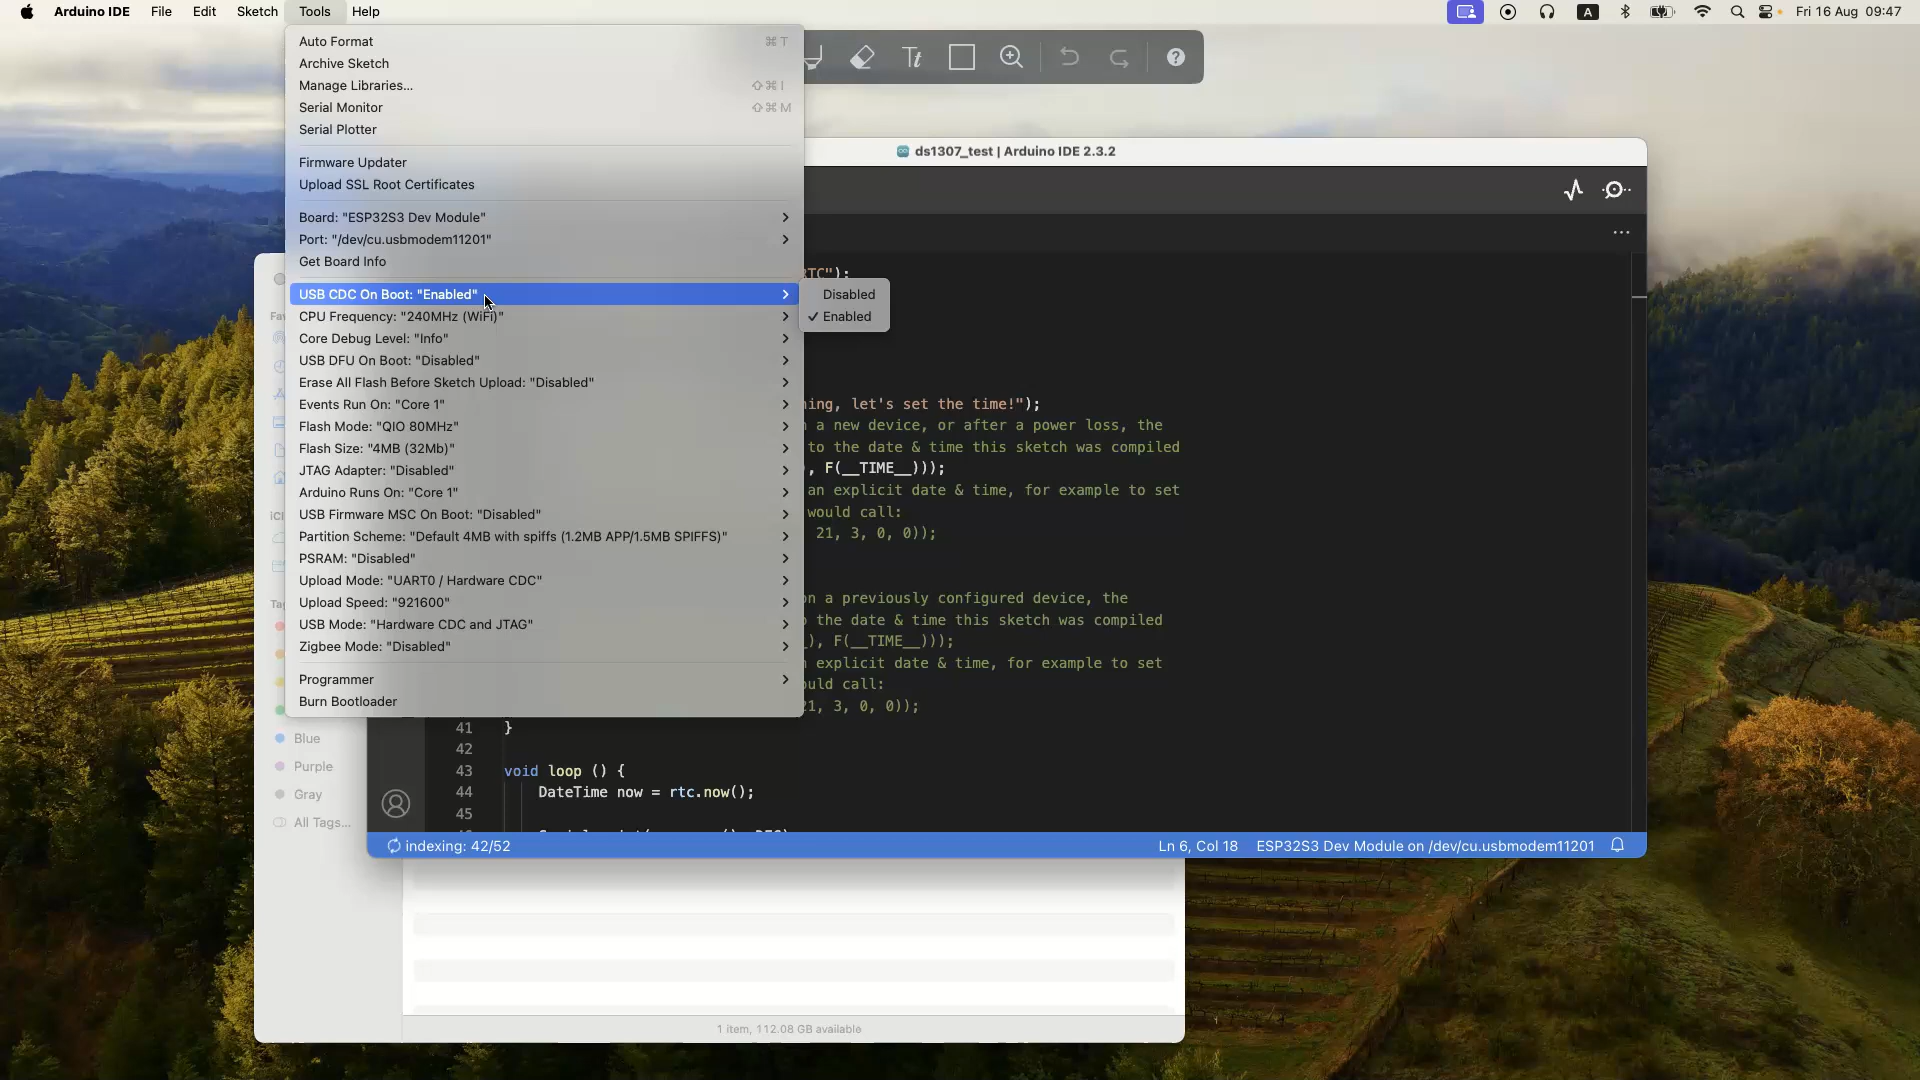 Arduino IDE File Edit Sketch Tools Help
A
Fri 16 Aug 09:47
Auto Format ⌘ T
Archive Sketch
Manage Libraries... ⇧ ⌘ I
Serial Monitor ⇧ ⌘ M
Serial Plotter
Firmware Updater
Upload SSL Root Certificates
Board: "ESP32S3 Dev Module"
Port: "/dev/cu.usbmodem11201"
Get Board Info
USB CDC On Boot: "Enabled"
CPU Frequency: "240MHz (WiFi)"
Core Debug Level: "Info"
USB DFU On Boot: "Disabled"
Erase All Flash Before Sketch Upload: "Disabled"
Events Run On: "Core 1"
Flash Mode: "QIO 80MHz"
Flash Size: "4MB (32Mb)"
JTAG Adapter: "Disabled"
Arduino Runs On: "Core 1"
USB Firmware MSC On Boot: "Disabled"
Partition Scheme: "Default 4MB with spiffs (1.2MB APP/1.5MB SPIFFS)"
PSRAM: "Disabled"
Upload Mode: "UART0 / Hardware CDC"
Upload Speed: "921600"
USB Mode: "Hardware CDC and JTAG"
Zigbee Mode: "Disabled"
Programmer
Burn Bootloader
Disabled
✓ Enabled
Tt
?
ds1307_test | Arduino IDE 2.3.2
RTC");
ning, let's set the time!");
a new device, or after a power loss, the
to the date & time this sketch was compiled
, F(__TIME__)));
an explicit date & time, for example to set
would call:
21, 3, 0, 0));
on a previously configured device, the
the date & time this sketch was compiled
), F(__TIME__)));
explicit date & time, for example to set
ould call:
21, 3, 0, 0));
41 }
42
43 void loop () {
44 DateTime now = rtc.now();
45
indexing: 42/52
Ln 6, Col 18 ESP32S3 Dev Module on /dev/cu.usbmodem11201
Fav
iCl
Tag
Blue
Purple
Gray
All Tags...
1 item, 112.08 GB available